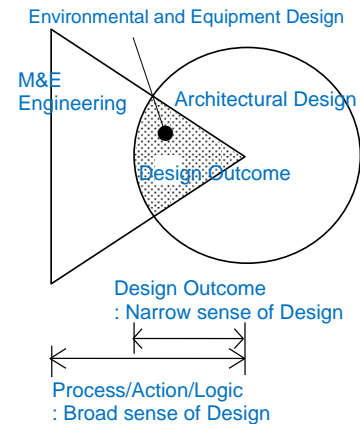 Environmental and Equipment Design
M&E
Engineering
Architectural Design
Design Outcome
Design Outcome
: Narrow sense of Design
Process/Action/Logic
: Broad sense of Design